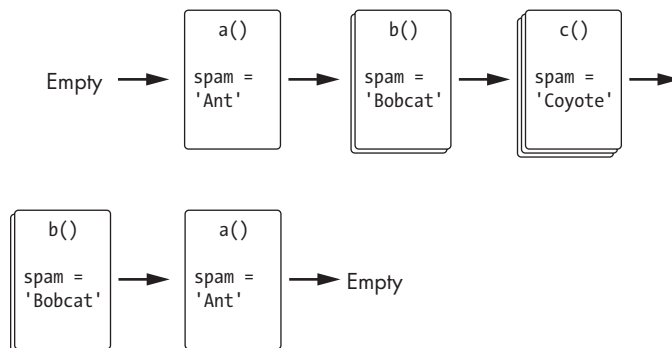 Empty
a()
spam =
'Ant'
b()
spam =
'Bobcat'
c()
spam =
'Coyote'
b()
spam =
'Bobcat'
a()
spam =
'Ant'
Empty